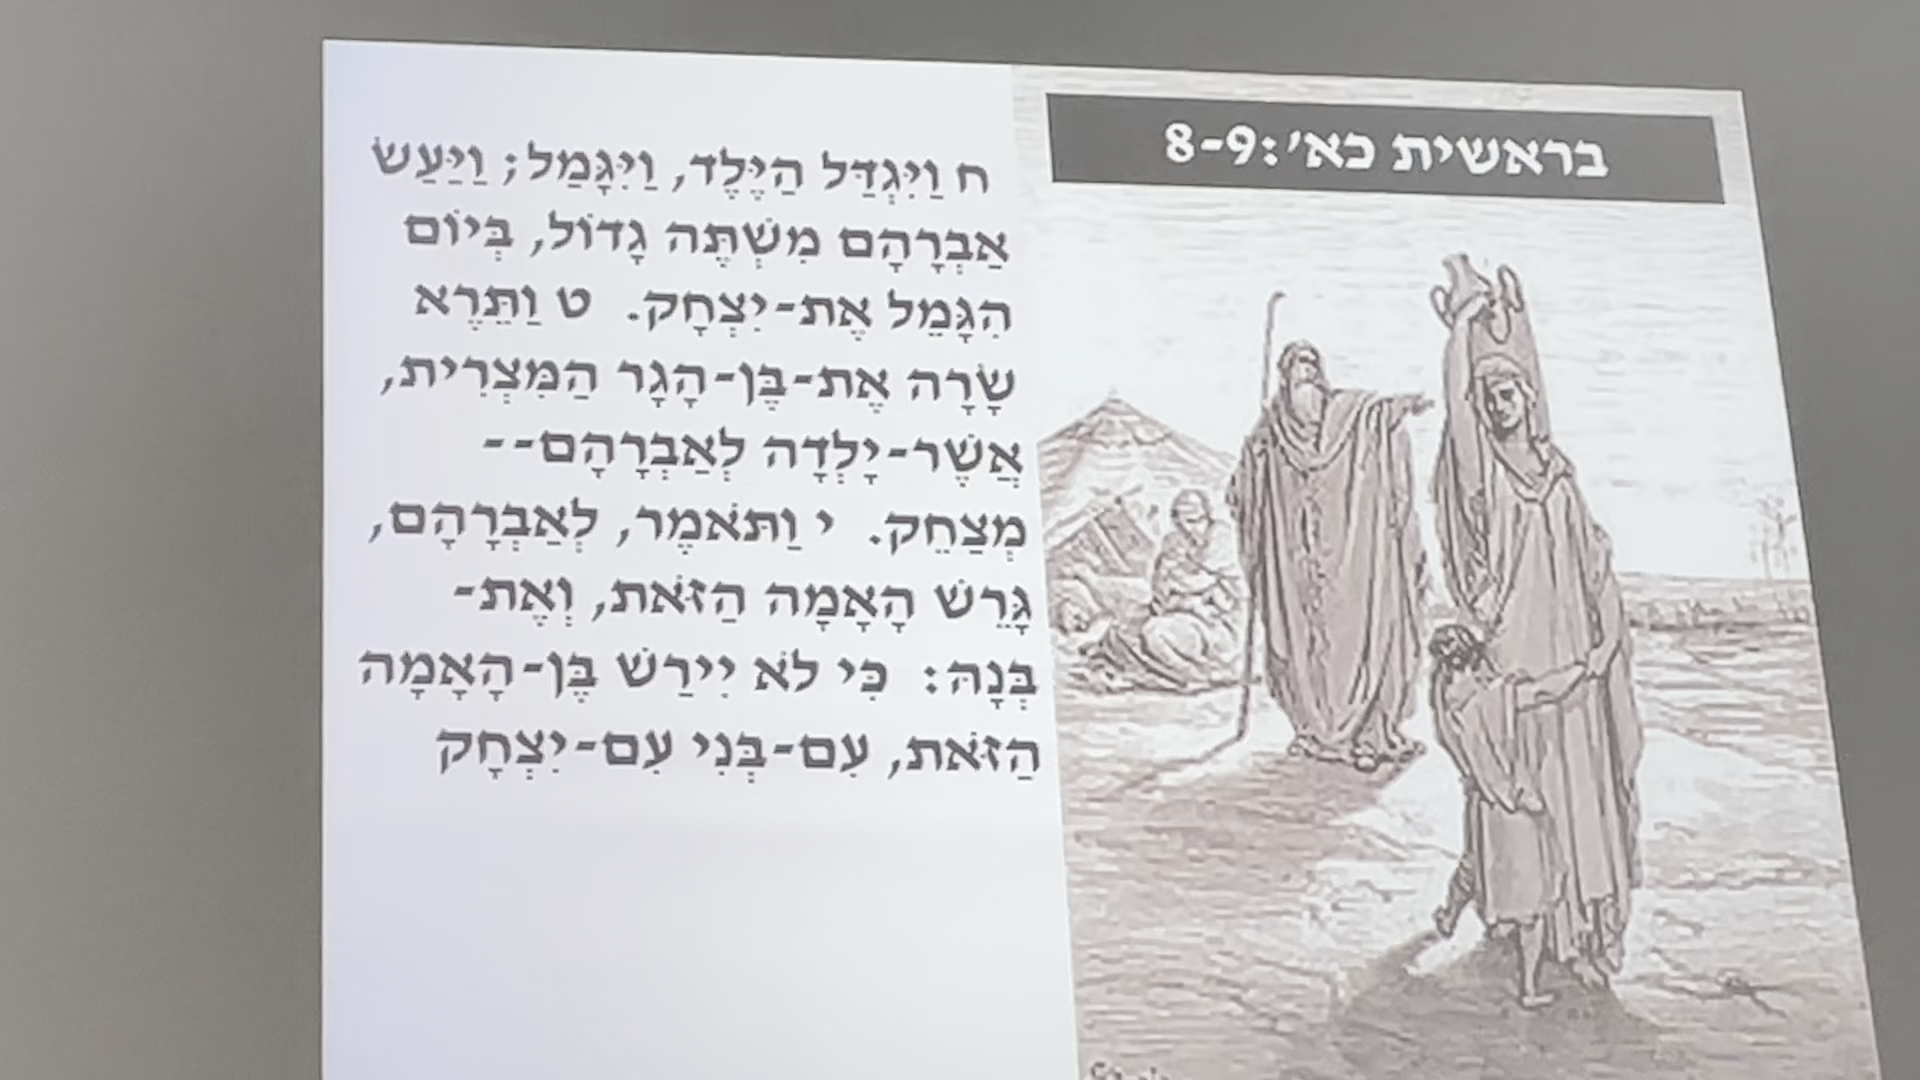 בראשית כא':8-9
ח וַיִּגְדַּל הַיֶּלֶד, וַיִּגָּמַל; וַיַּעַשׂ
אַבְרָהָם מִשְׁתֶּה גָדוֹל, בְּיוֹם
הִגָּמֵל אֶת-יִצְחָק. ט וַתֵּרֶא
שָׂרָה אֶת-בֶּן-הָגָר הַמִּצְרִית,
אֲשֶׁר-יָלְדָה לְאַבְרָהָם--
מְצַחֵק. י וַתֹּאמֶר, לְאַבְרָהָם,
גָּרֵשׁ הָאָמָה הַזֹּאת, וְאֶת-
בְּנָהּ: כִּי לֹא יִירַשׁ בֶּן-הָאָמָה
הַזֹּאת, עִם-בְּנִי עִם-יִצְחָק